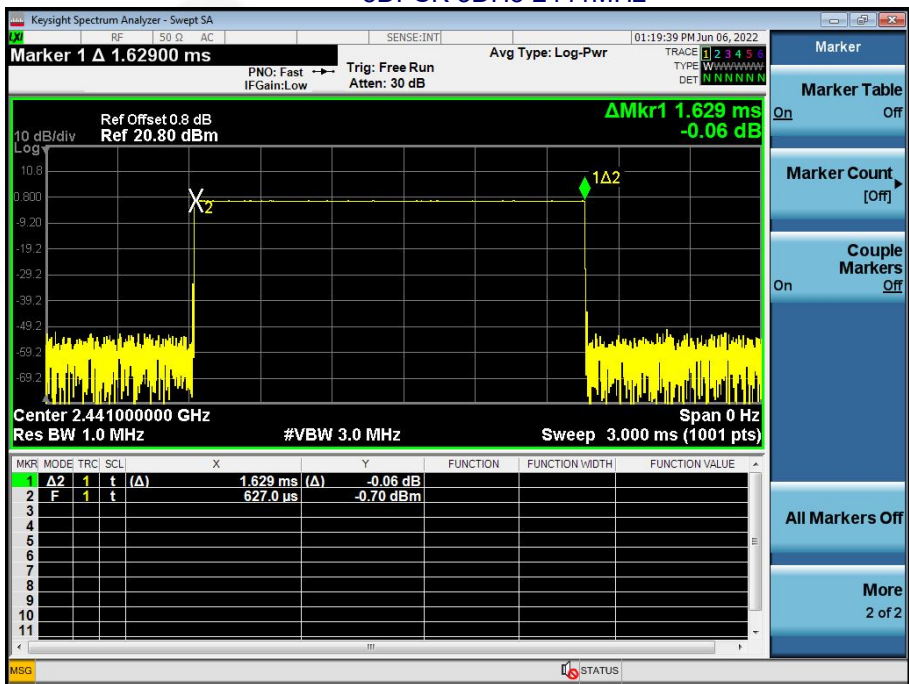 Keysight Spectrum Analyzer - Swept SA
LXI RF 50 Ω AC SENSE:INT 01:19:39 PM Jun 06, 2022
Marker 1 Δ 1.62900 ms
PNO: Fast
IFGain:Low
Trig: Free Run
Atten: 30 dB
Avg Type: Log-Pwr
TRACE 1 2 3 4 5 6
TYPE WWWWWW
DET N N N N N N
ΔMkr1 1.629 ms
-0.06 dB
Ref Offset 0.8 dB
10 dB/div Ref 20.80 dBm
Log
10.8
0.800
-9.20
-19.2
-29.2
-39.2
-49.2
-59.2
-69.2
X2
1Δ2
Center 2.441000000 GHz Span 0 Hz
Res BW 1.0 MHz #VBW 3.0 MHz Sweep 3.000 ms (1001 pts)
MKR MODE TRC SCL X Y FUNCTION FUNCTION WIDTH FUNCTION VALUE
1 Δ2 1 t (Δ) 1.629 ms (Δ) -0.06 dB
2 F 1 t 627.0 µs -0.70 dBm
3
4
5
6
7
8
9
10
11
MSG STATUS
Marker
Marker Table
On Off
Marker Count
[Off]
Couple
Markers
On Off
All Markers Off
More
2 of 2